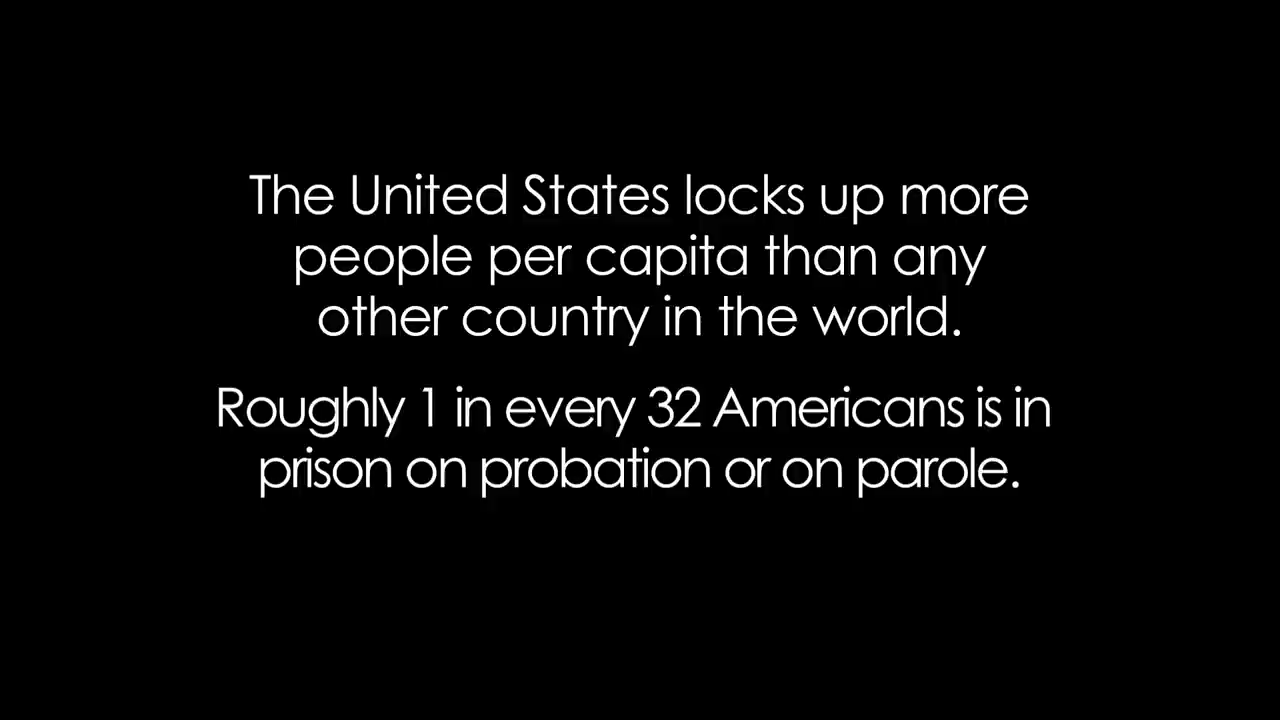 The United States locks up more
people per capita than any
other country in the world.
Roughly 1 in every 32 Americans is in
prison on probation or on parole.